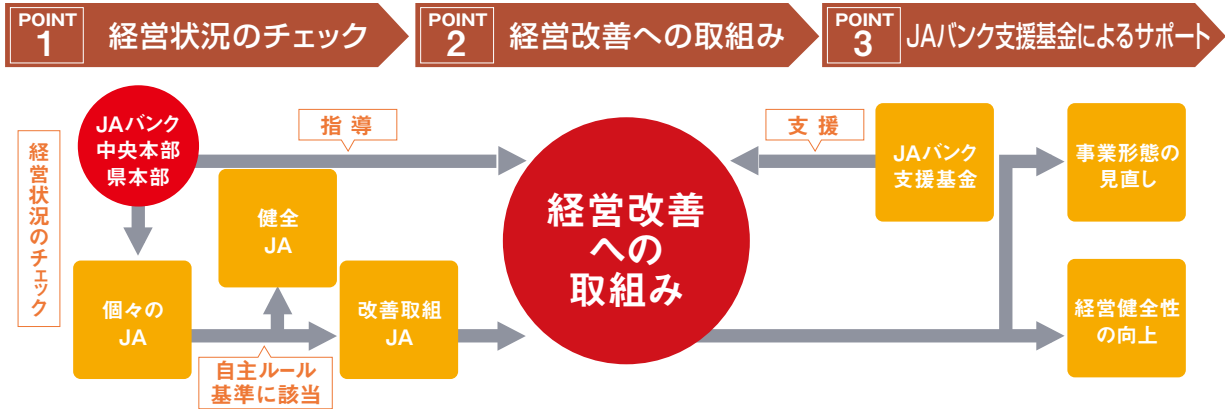 POINT
1
経営状況のチェック
POINT
2
経営改善への取組み
POINT
3
JAバンク支援基金によるサポート
JAバンク
中央本部
県本部
指導
経営状況のチェック
健全
JA
個々の
JA
改善取組
JA
自主ルール
基準に該当
経営改善
への
取組み
支援
JAバンク
支援基金
事業形態の
見直し
経営健全性
の向上